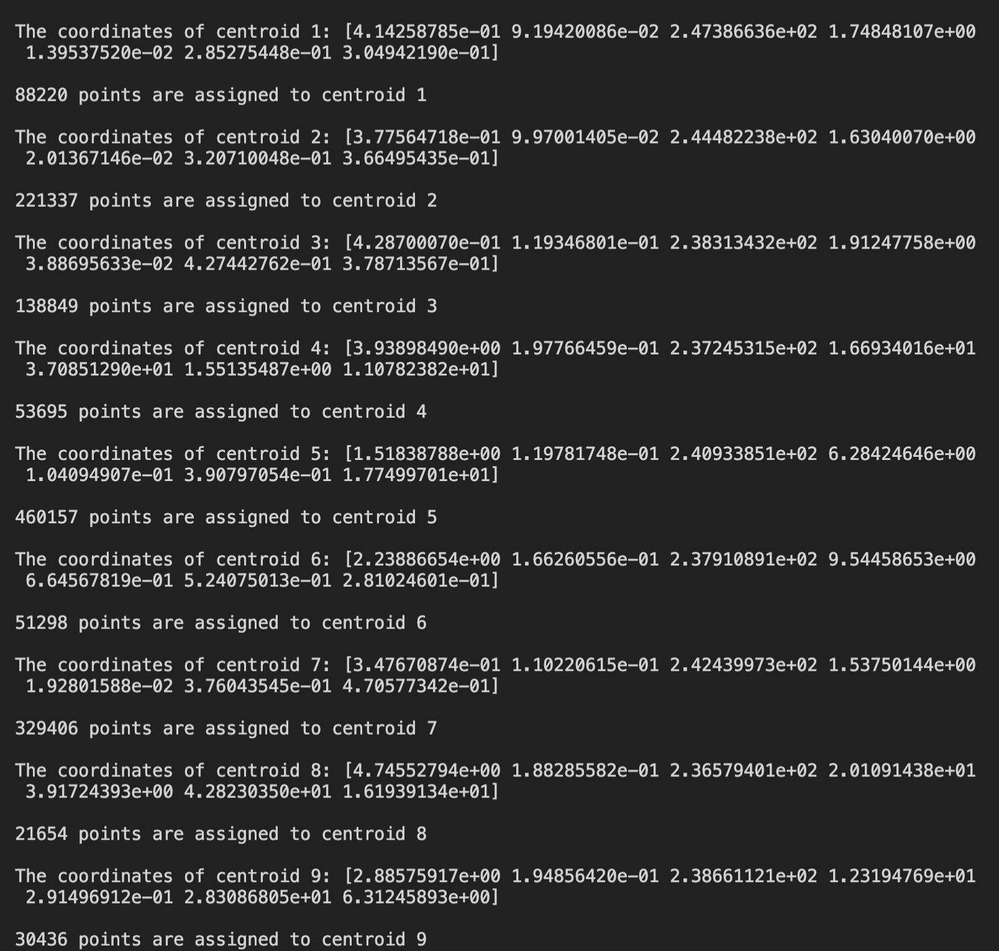 The coordinates of centroid 1: [4.14258785e-01 9.19420086e-02 2.47386636e+02 1.74848107e+00
1.39537520e-02 2.85275448e-01 3.04942190e-01]
88220 points are assigned to centroid 1
The coordinates of centroid 2: [3.77564718e-01 9.97001405e-02 2.44482238e+02 1.63040070e+00
2.01367146e-02 3.20710048e-01 3.66495435e-01]
221337 points are assigned to centroid 2
The coordinates of centroid 3: [4.28700070e-01 1.19346801e-01 2.38313432e+02 1.91247758e+00
3.88695633e-02 4.27442762e-01 3.78713567e-01]
138849 points are assigned to centroid 3
The coordinates of centroid 4: [3.93898490e+00 1.97766459e-01 2.37245315e+02 1.66934016e+01
3.70851290e+01 1.55135487e+00 1.10782382e+01]
53695 points are assigned to centroid 4
The coordinates of centroid 5: [1.51838788e+00 1.19781748e-01 2.40933851e+02 6.28424646e+00
1.04094907e-01 3.90797054e-01 1.77499701e+01]
460157 points are assigned to centroid 5
The coordinates of centroid 6: [2.23886654e+00 1.66260556e-01 2.37910891e+02 9.54458653e+00
6.64567819e-01 5.24075013e-01 2.81024601e-01]
51298 points are assigned to centroid 6
The coordinates of centroid 7: [3.47670874e-01 1.10220615e-01 2.42439973e+02 1.53750144e+00
1.92801588e-02 3.76043545e-01 4.70577342e-01]
329406 points are assigned to centroid 7
The coordinates of centroid 8: [4.74552794e+00 1.88285582e-01 2.36579401e+02 2.01091438e+01
3.91724393e+00 4.28230350e+01 1.61939134e+01]
21654 points are assigned to centroid 8
The coordinates of centroid 9: [2.88575917e+00 1.94856420e-01 2.38661121e+02 1.23194769e+01
2.91496912e-01 2.83086805e+01 6.31245893e+00]
30436 points are assigned to centroid 9